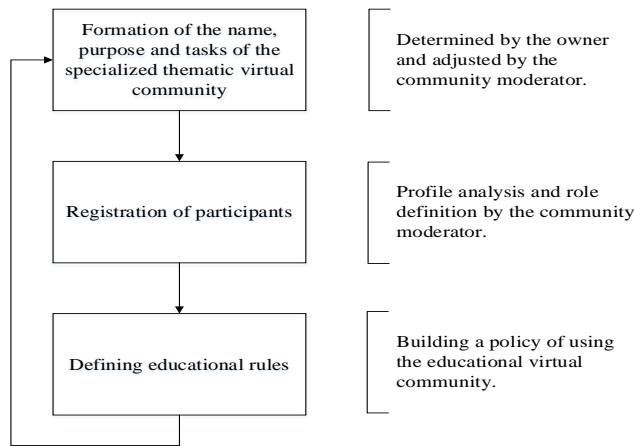 Formation of the name,
purpose and tasks of the
specialized thematic virtual
community
Determined by the owner
and adjusted by the
community moderator.
Registration of participants
Profile analysis and role
definition by the community
moderator.
Defining educational rules
Building a policy of using
the educational virtual
community.